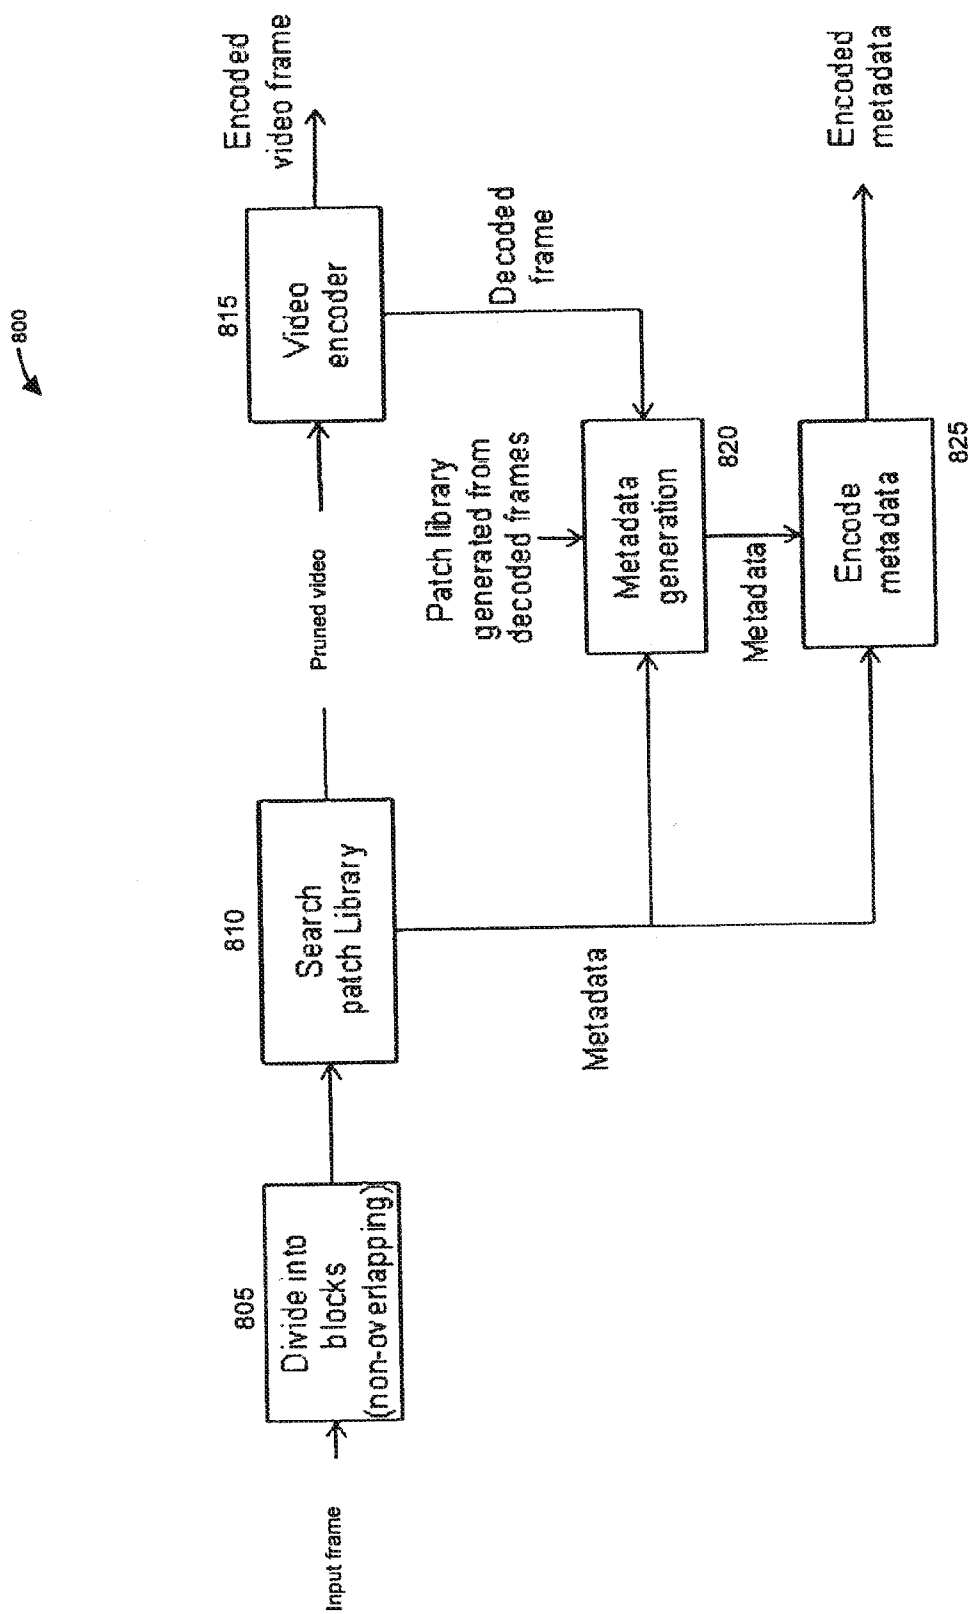 800
Input frame
805
Divide into
blocks
(non-overlapping)
810
Search
patch Library
Pruned video
815
Video
encoder
Encoded
video frame
Decoded
frame
Metadata
Patch library
generated from
decoded frames
Metadata
generation
820
Metadata
Encode
metadata
825
Encoded
metadata